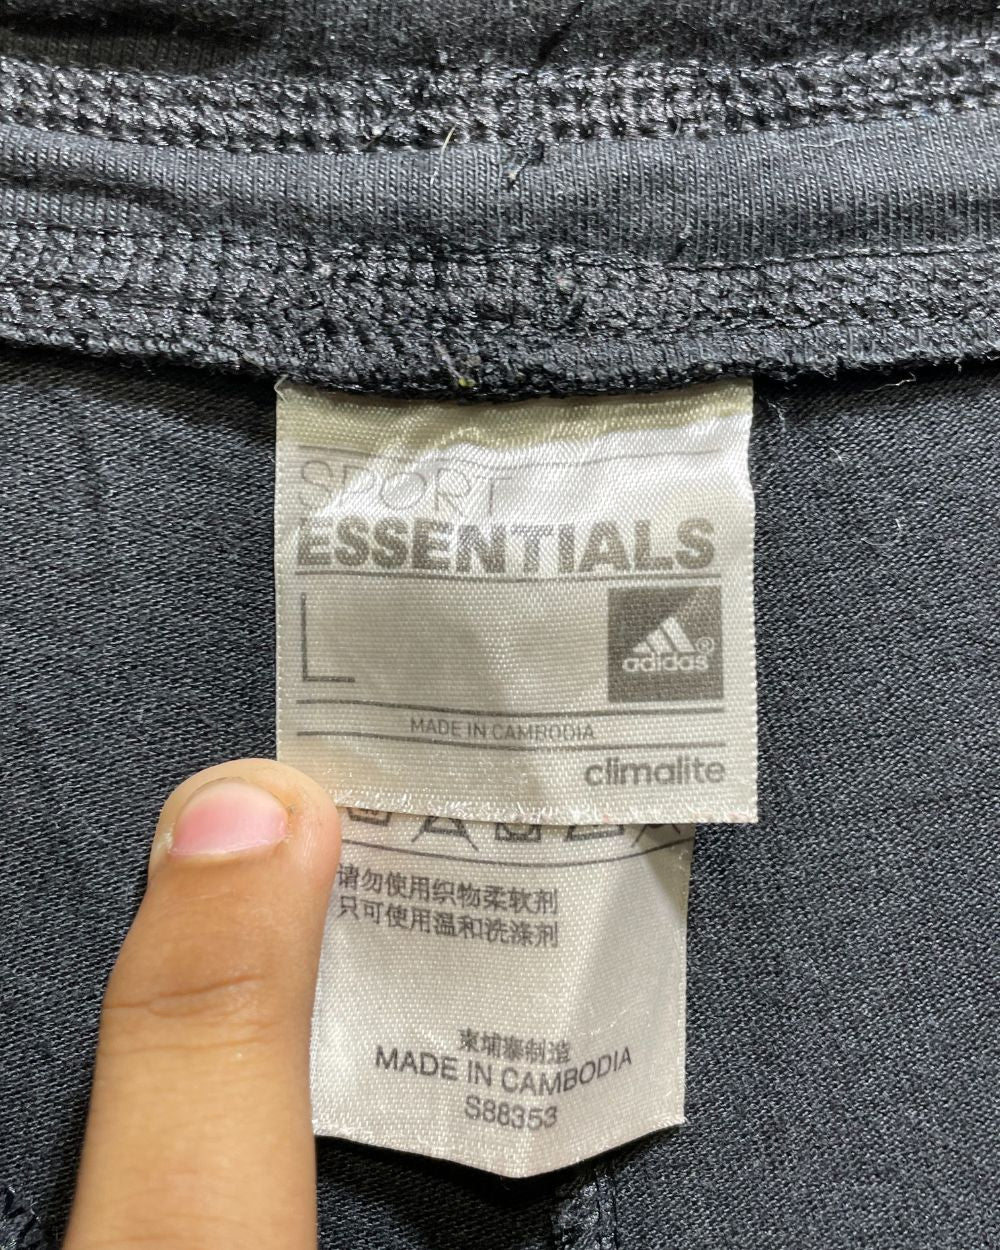 SPORT
ESSENTIALS
L
adidas®
MADE IN CAMBODIA
climalite
请勿使用织物柔软剂
只可使用温和洗涤剂
柬埔寨制造
MADE IN CAMBODIA
S88353